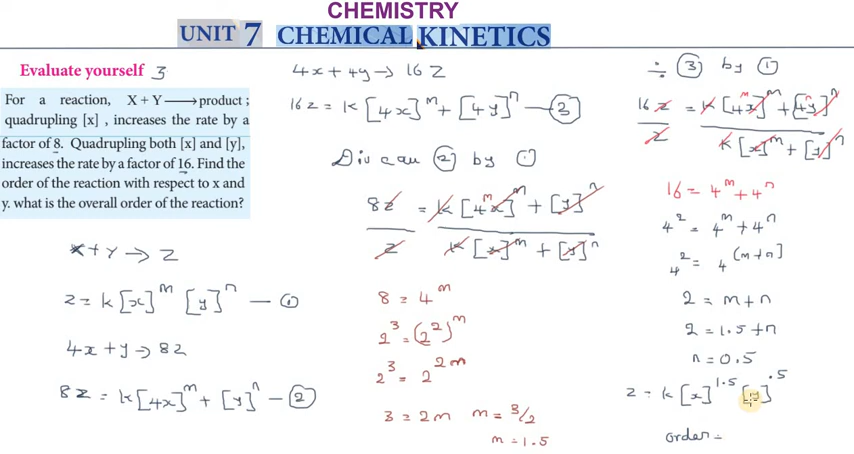 CHEMISTRY
UNIT 7 CHEMICAL KINETICS
Evaluate yourself 3
For a reaction, X + Y ⟶ product ;
quadrupling [x] , increases the rate by a
factor of 8. Quadrupling both [x] and [y],
increases the rate by a factor of 16. Find the
order of the reaction with respect to x and
y. what is the overall order of the reaction?
x + y → z
z = k [x]^m [y]^n — ①
4x + y → 8z
8z = k [4x]^m + [y]^n — ②
4x + 4y → 16 z
16z = k [4x]^m + [4y]^n — ③
Div can ② by ①
8z / z = k [4^m x]^m + [y]^n / k [x]^m + [y]^n
8 = 4^m
2^3 = (2^2)^m
2^3 = 2^2m
3 = 2m m = 3/2
m = 1.5
÷ ③ by ①
16 z / z = k [4^m x]^m + [4^n y]^n / k [x]^m + [y]^n
16 = 4^m + 4^n
4^2 = 4^m + 4^n
4^2 = 4^(m+n]
2 = m + n
2 = 1.5 + n
n = 0.5
z = k [x]^1.5 [y]^.5
order =